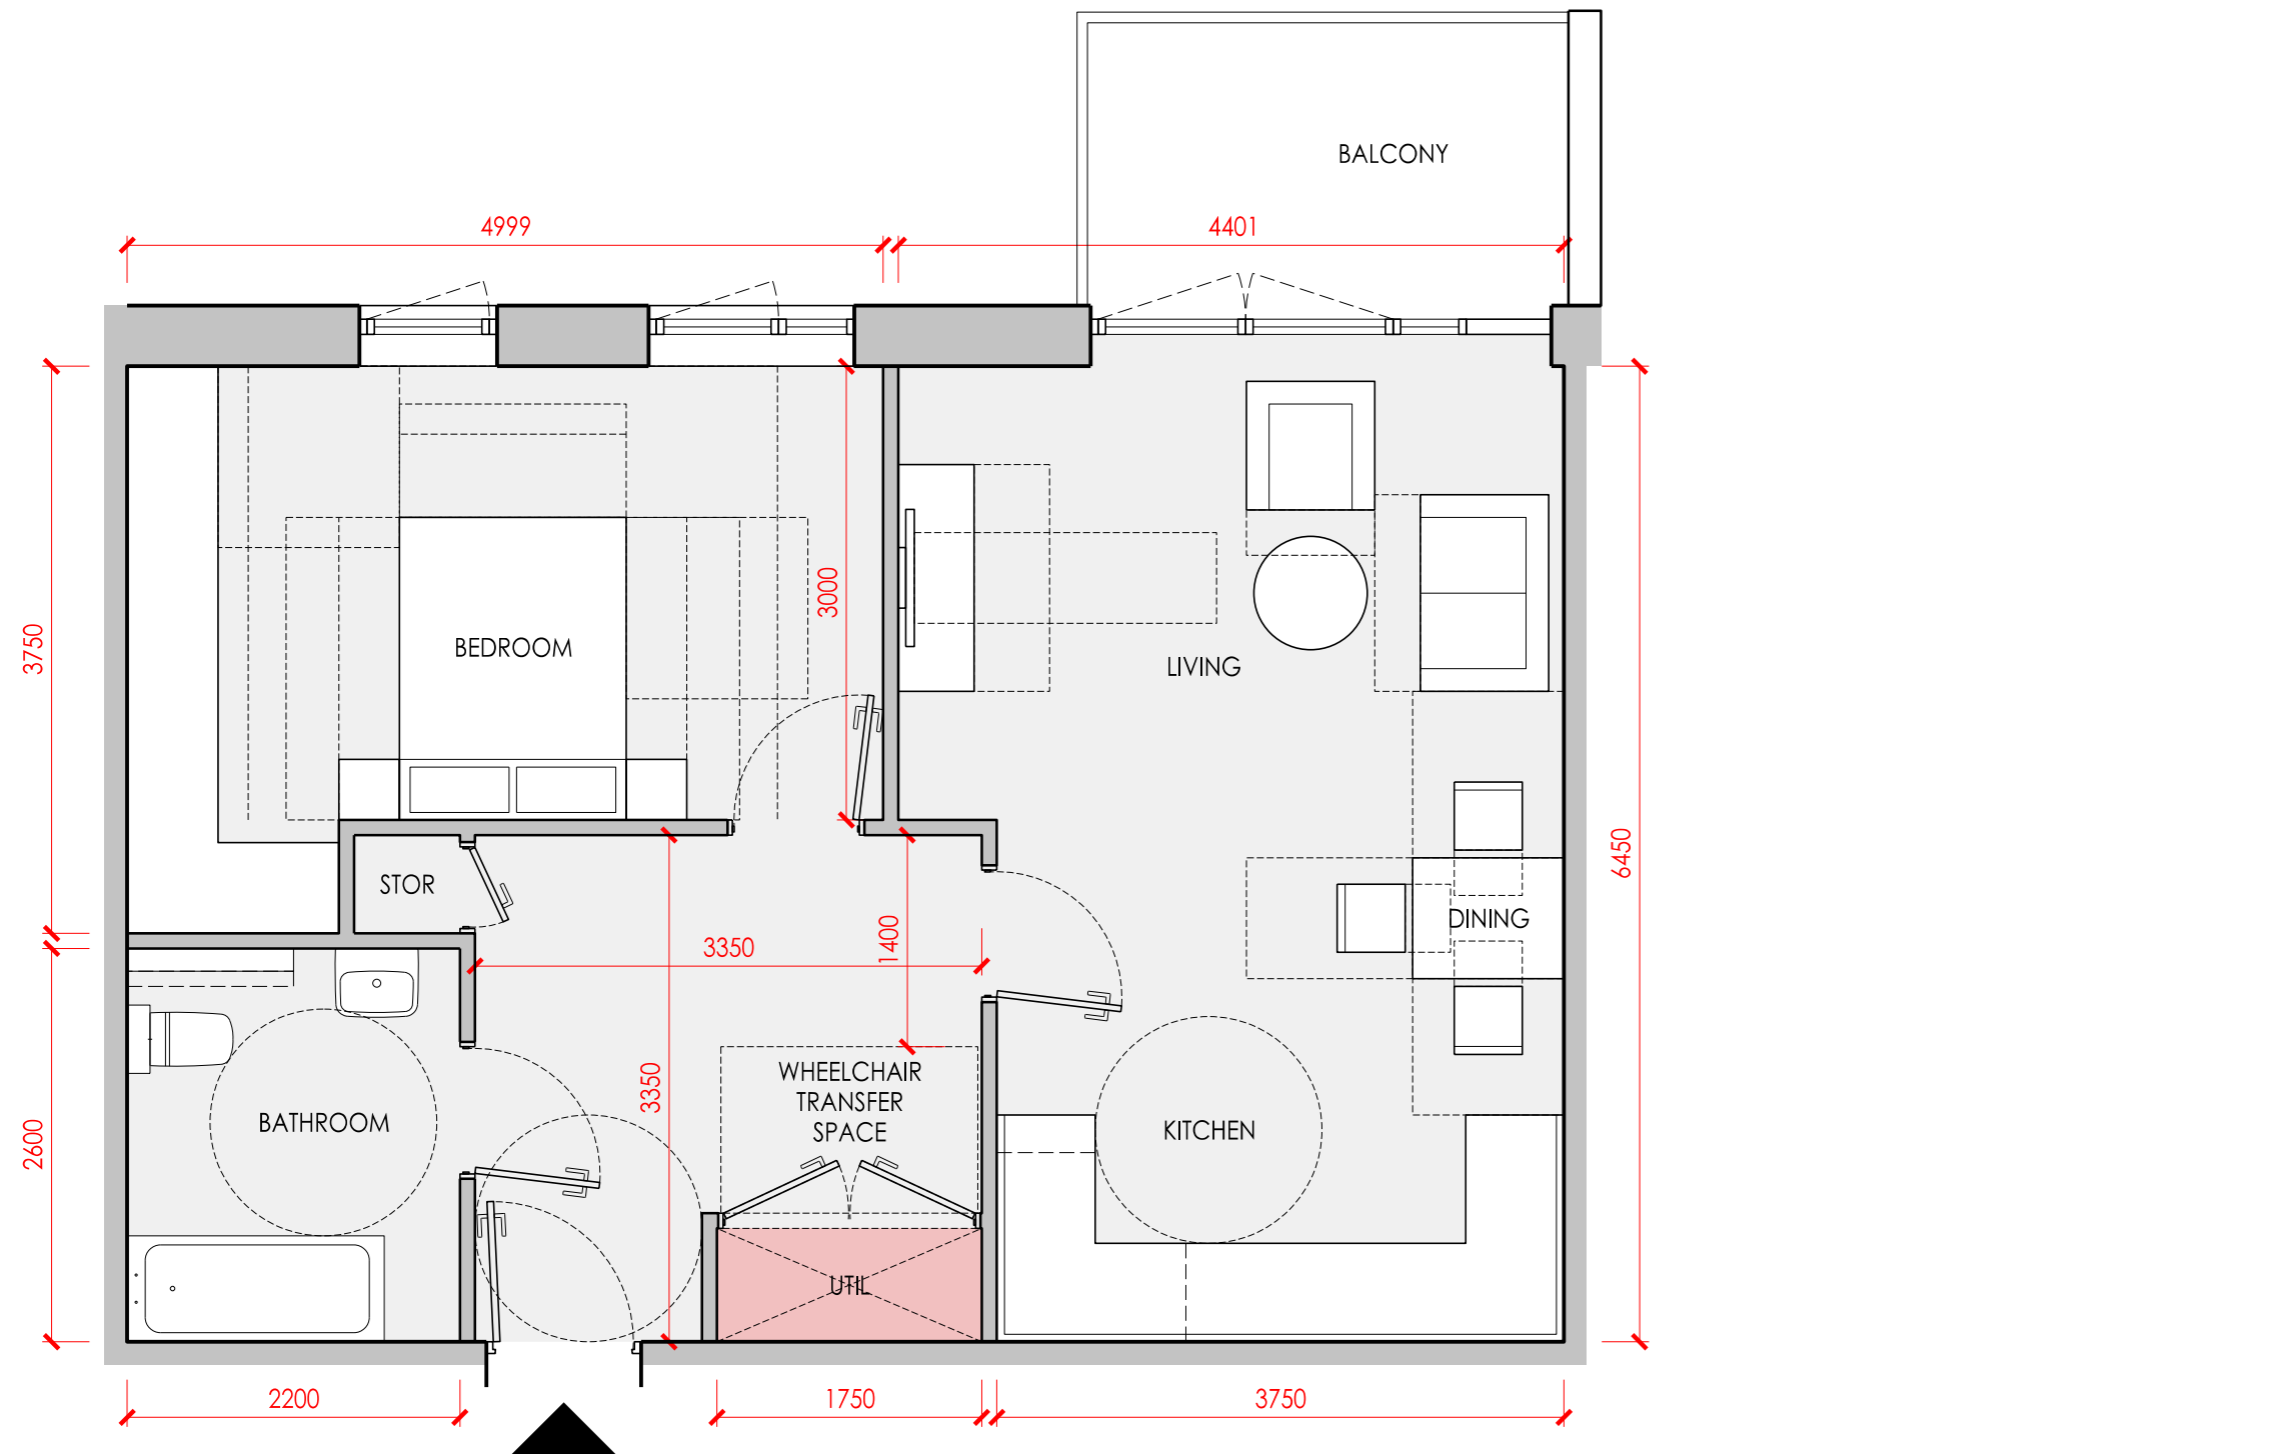 BALCONY
4999
4401
3750
3000
BEDROOM
LIVING
6450
STOR
DINING
3350
1400
WHEELCHAIR
TRANSFER
SPACE
3350
2600
BATHROOM
KITCHEN
UTIL
2200
1750
3750